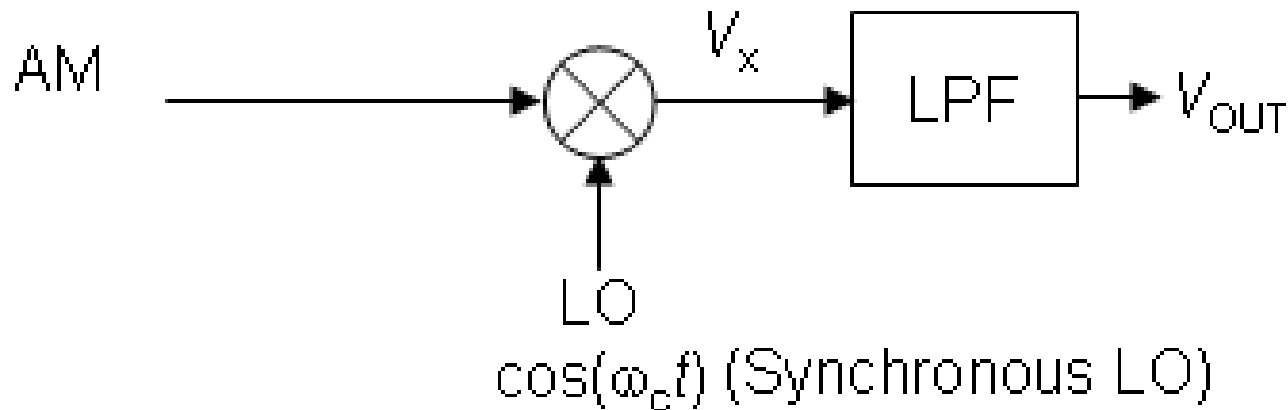 AM
Vx
LPF
VOUT
LO
cos(ωct) (Synchronous LO)